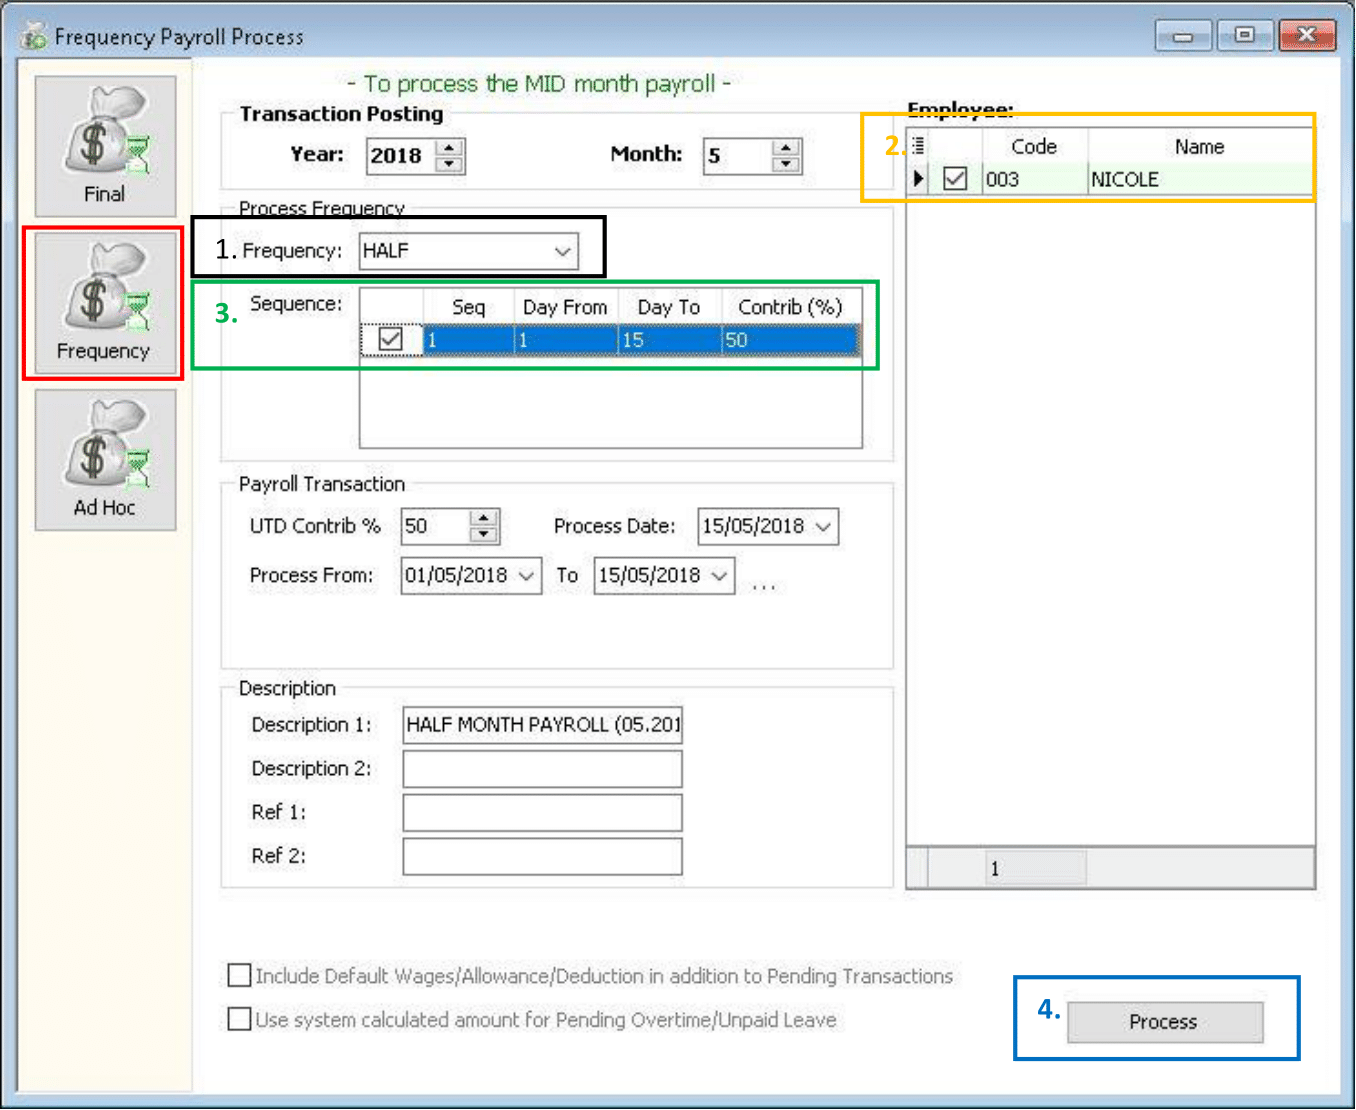 Frequency Payroll Process
- To process the MID month payroll -
Final
Frequency
Ad Hoc
Transaction Posting
Year: 2018 Month: 5
Process Frequency
1. Frequency: HALF
3. Sequence:
Seq Day From Day To Contrib (%)
1 1 15 50
Payroll Transaction
UTD Contrib % 50 Process Date: 15/05/2018
Process From: 01/05/2018 To 15/05/2018 ...
Description
Description 1: HALF MONTH PAYROLL (05.201
Description 2:
Ref 1:
Ref 2:
Employee:
2. Code Name
003 NICOLE
1
Include Default Wages/Allowance/Deduction in addition to Pending Transactions
Use system calculated amount for Pending Overtime/Unpaid Leave
4. Process